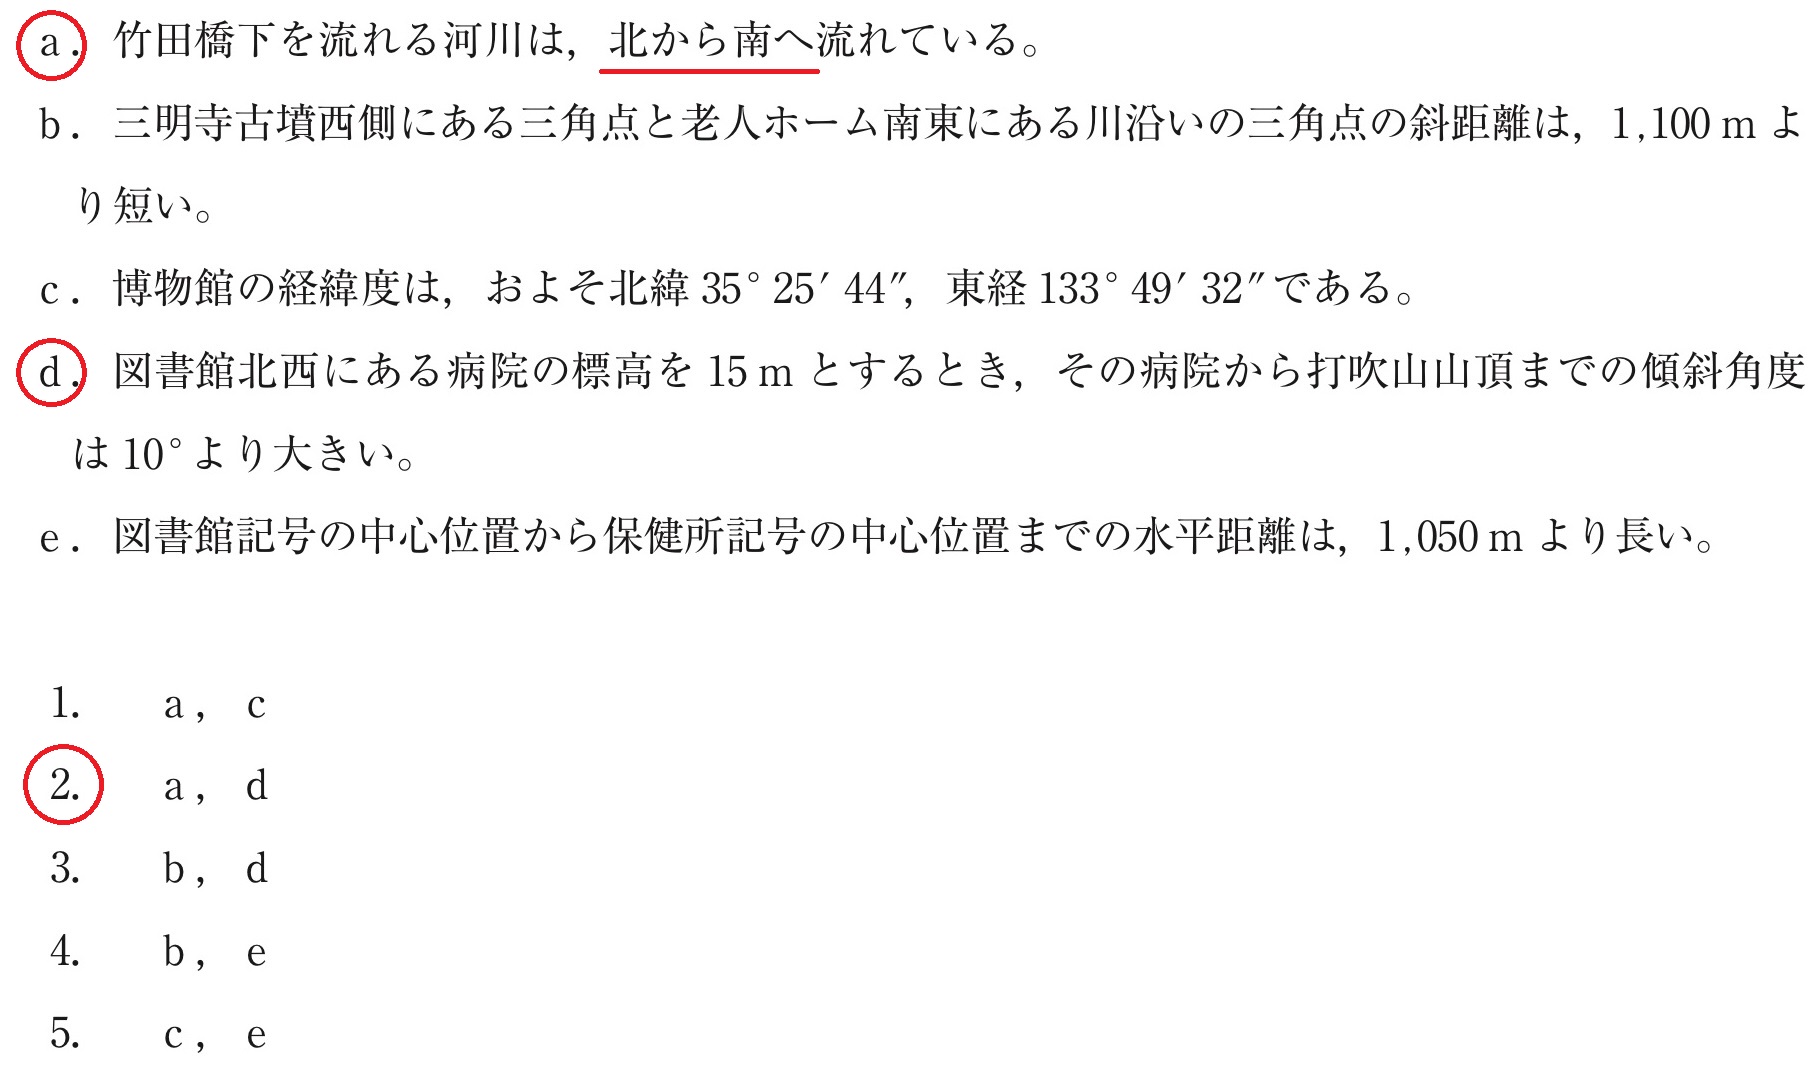 a．竹田橋下を流れる河川は，北から南へ流れている。
b．三明寺古墳西側にある三角点と老人ホーム南東にある川沿いの三角点の斜距離は，1,100 m よ
り短い。
c．博物館の経緯度は，およそ北緯 35° 25′ 44″，東経 133° 49′ 32″である。
d．図書館北西にある病院の標高を 15 m とするとき，その病院から打吹山山頂までの傾斜角度
は 10°より大きい。
e．図書館記号の中心位置から保健所記号の中心位置までの水平距離は，1,050 m より長い。
1.　a，c
2.　a，d
3.　b，d
4.　b，e
5.　c，e